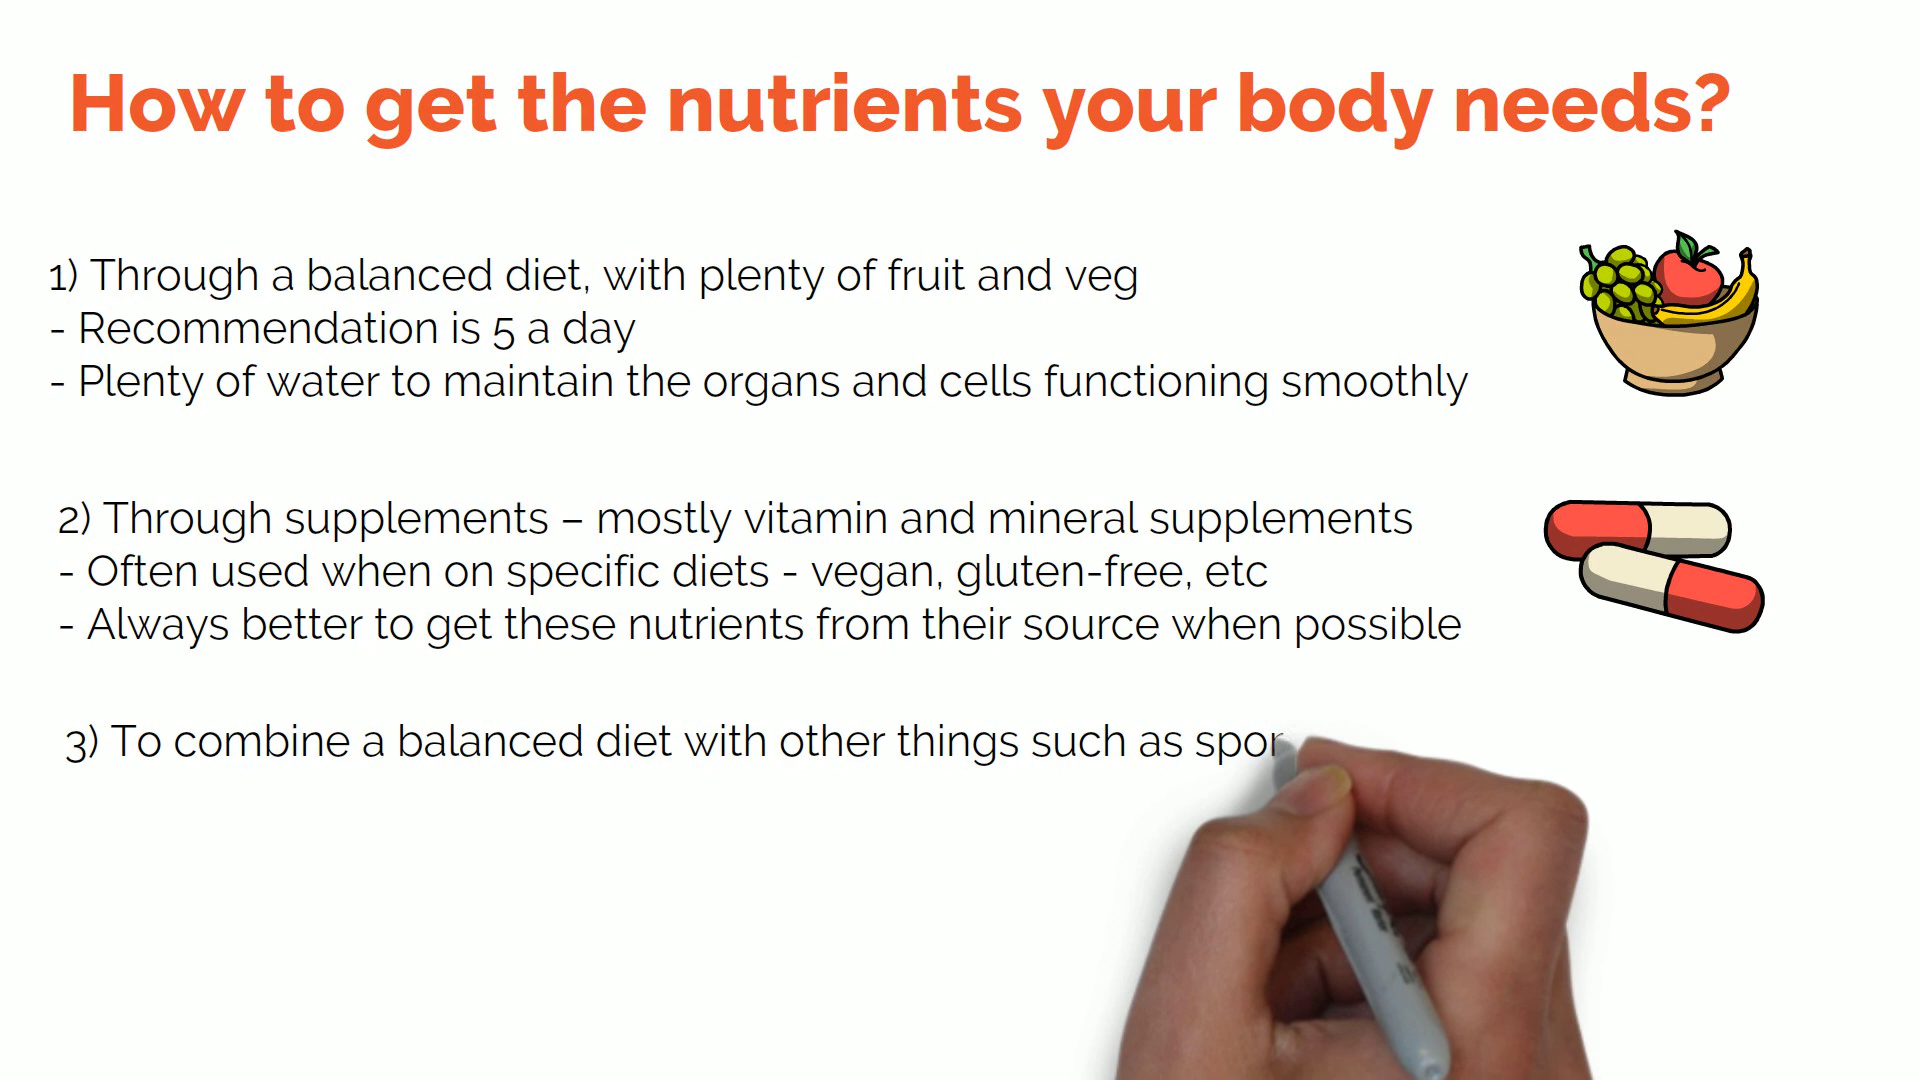 How to get the nutrients your body needs?
1) Through a balanced diet, with plenty of fruit and veg
- Recommendation is 5 a day
- Plenty of water to maintain the organs and cells functioning smoothly
2) Through supplements – mostly vitamin and mineral supplements
- Often used when on specific diets - vegan, gluten-free, etc
- Always better to get these nutrients from their source when possible
3) To combine a balanced diet with other things such as spor